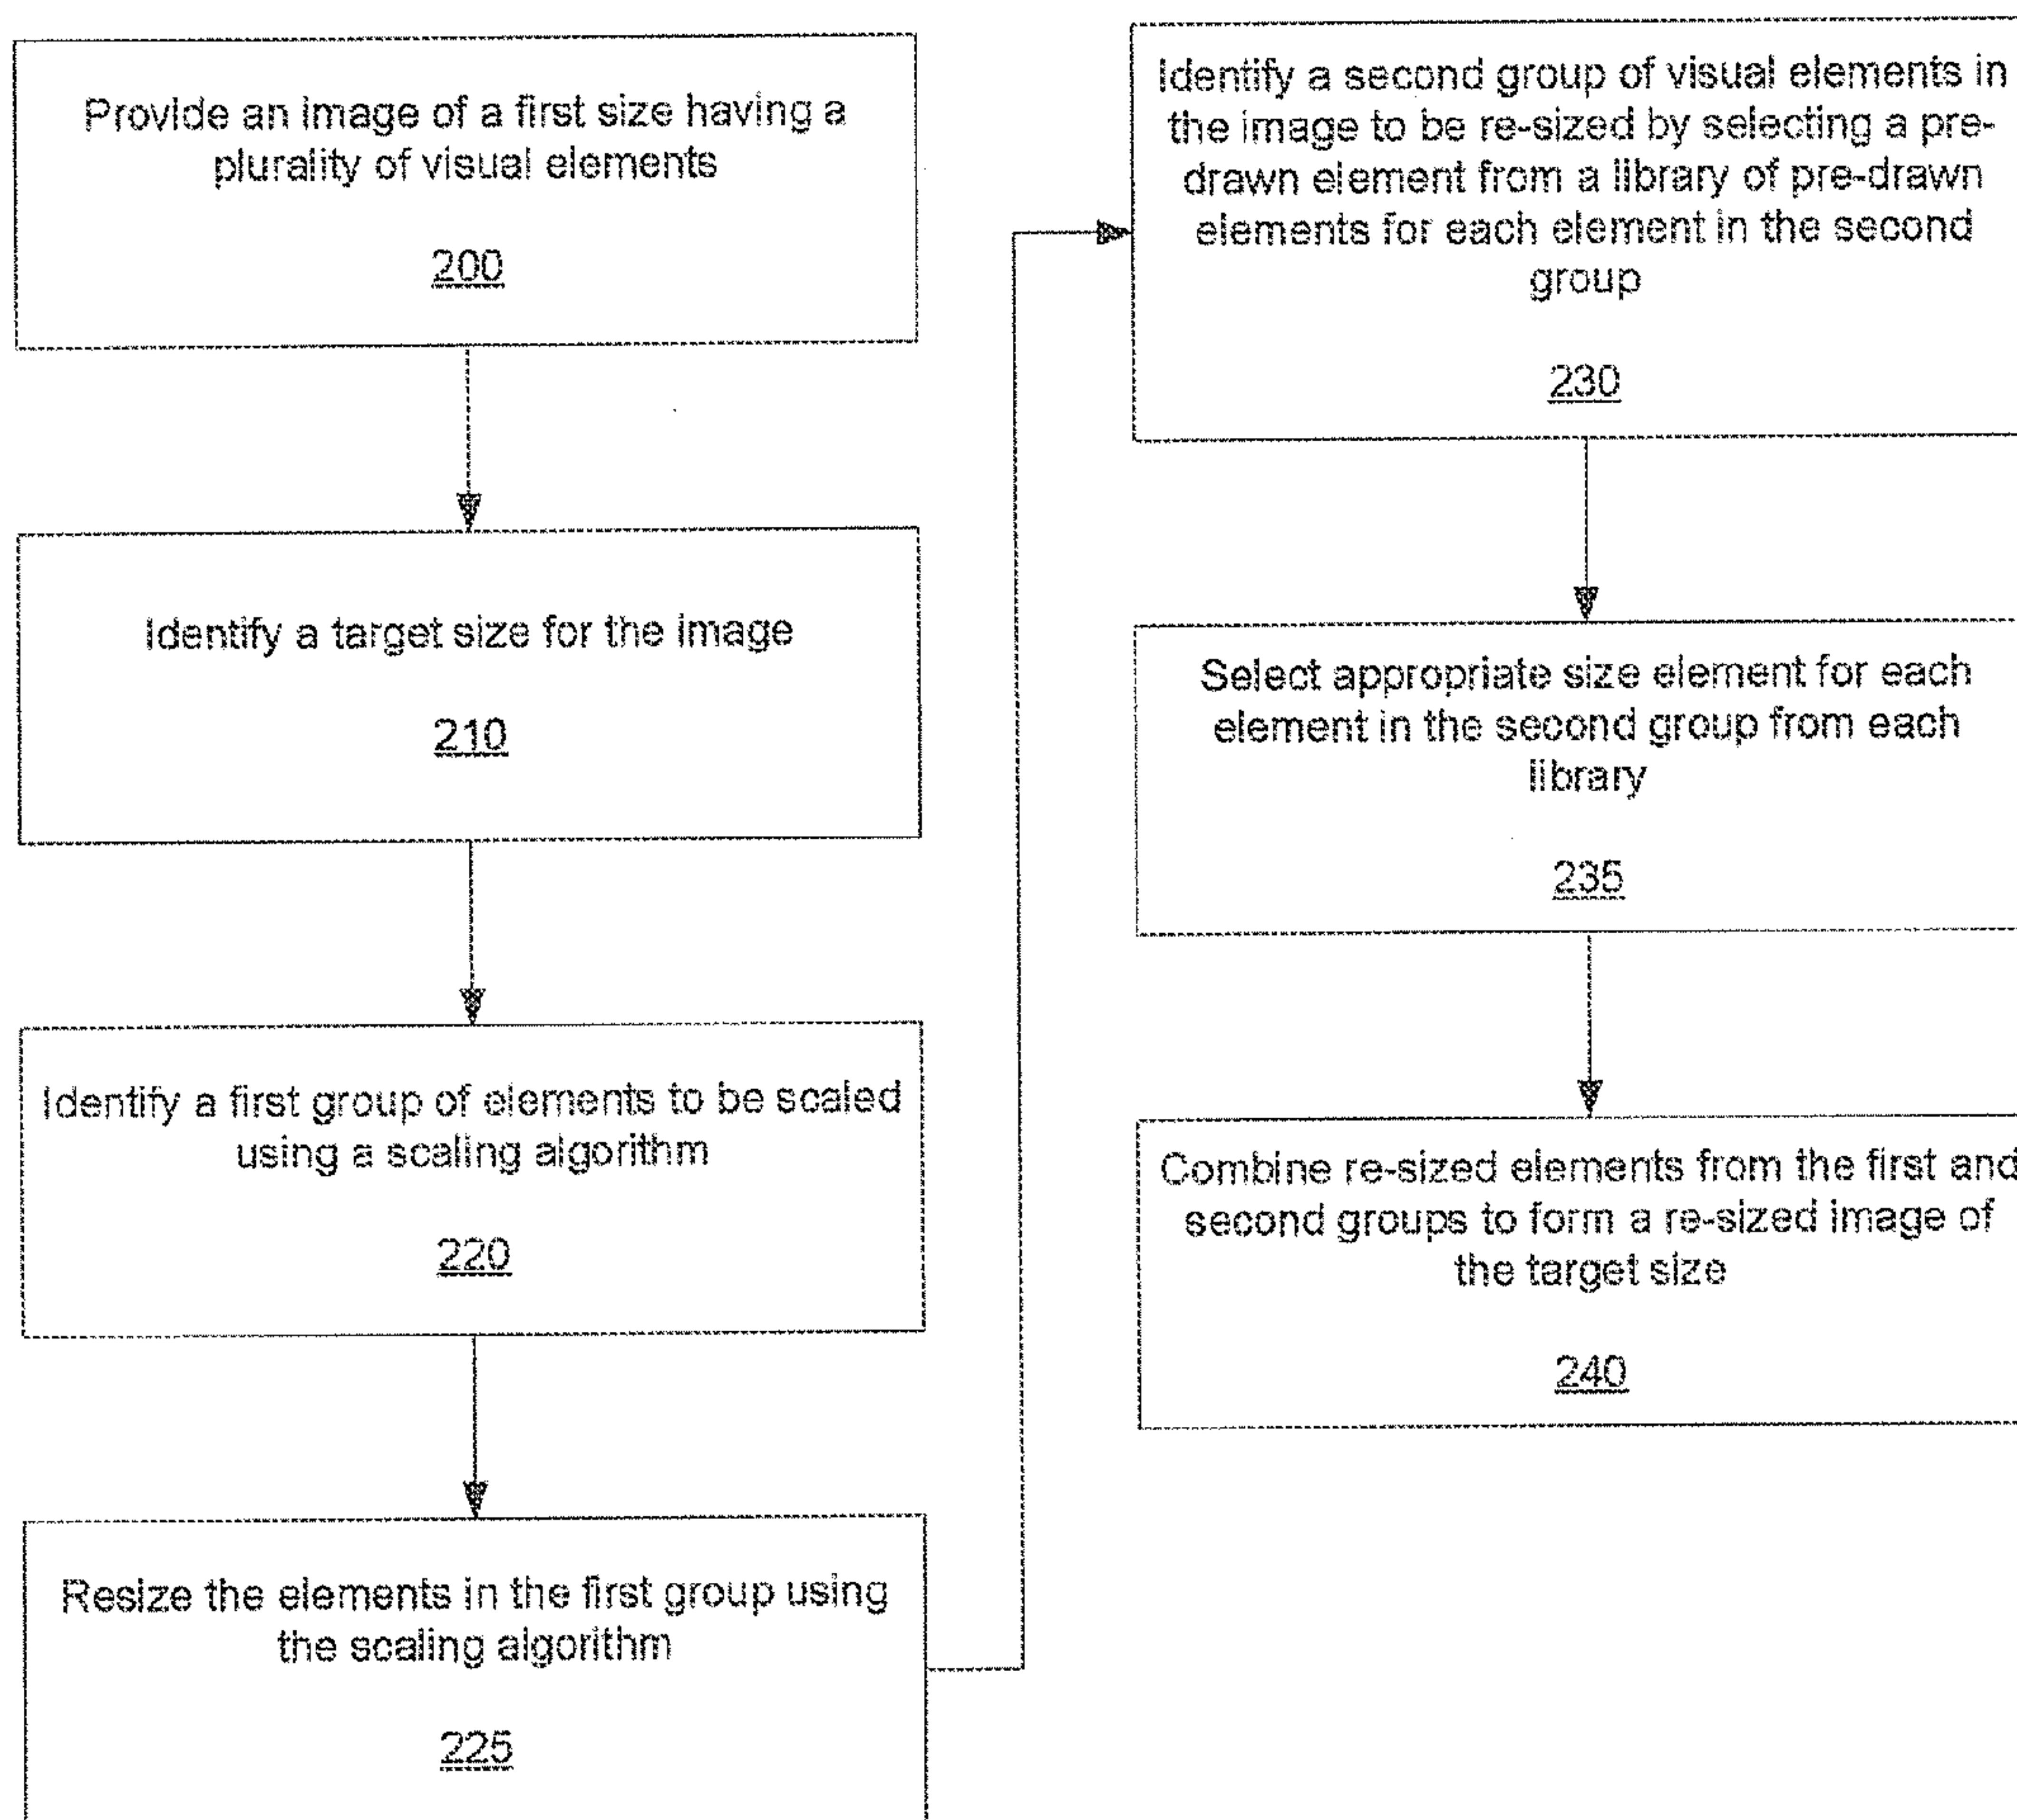 Provide an image of a first size having a
plurality of visual elements
200
Identify a target size for the image
210
Identify a first group of elements to be scaled
using a scaling algorithm
220
Resize the elements in the first group using
the scaling algorithm
225
Identify a second group of visual elements in
the image to be re-sized by selecting a pre-
drawn element from a library of pre-drawn
elements for each element in the second
group
230
Select appropriate size element for each
element in the second group from each
library
235
Combine re-sized elements from the first and
second groups to form a re-sized image of
the target size
240